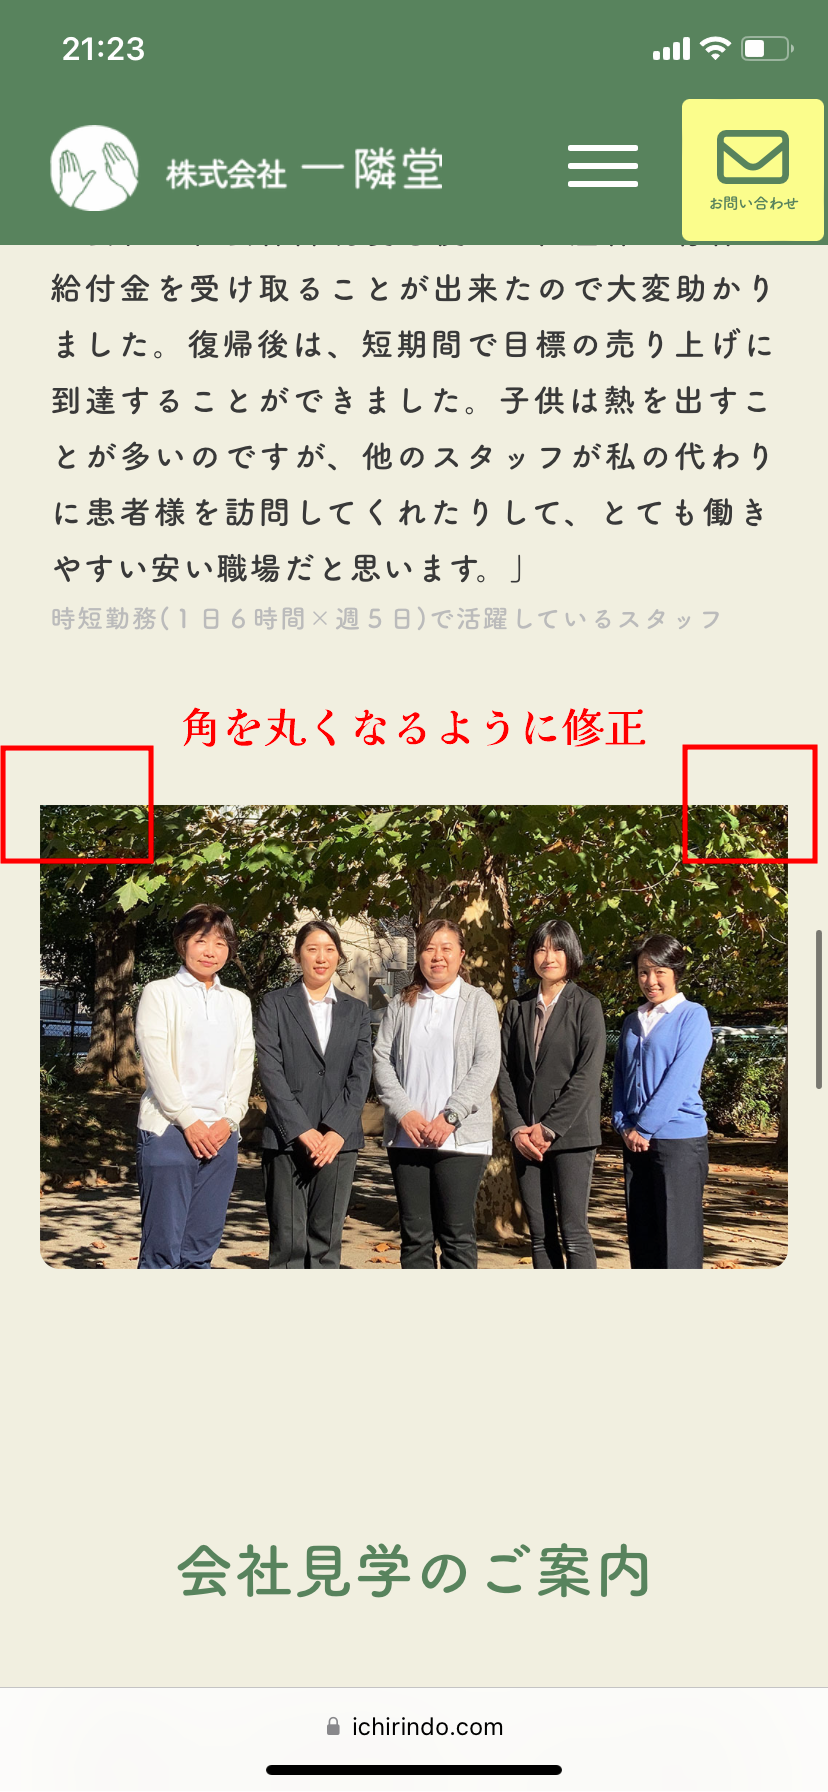 21:23
株式会社 一隣堂
お問い合わせ
給付金を受け取ることが出来たので大変助かり
ました。復帰後は、短期間で目標の売り上げに
到達することができました。子供は熱を出すこ
とが多いのですが、他のスタッフが私の代わり
に患者様を訪問してくれたりして、とても働き
やすい安い職場だと思います。」
時短勤務(１日６時間×週５日)で活躍しているスタッフ
角を丸くなるように修正
会社見学のご案内
ichirindo.com